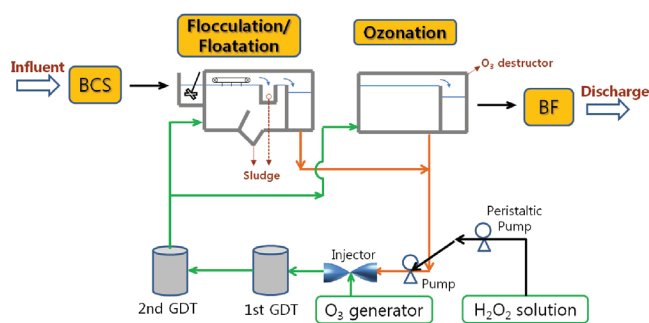 Flocculation/
Floatation
Ozonation
Influent
BCS
O₃ destructor
BF
Discharge
Sludge
Peristaltic
Pump
Injector
Pump
2nd GDT
1st GDT
O₃ generator
H₂O₂ solution